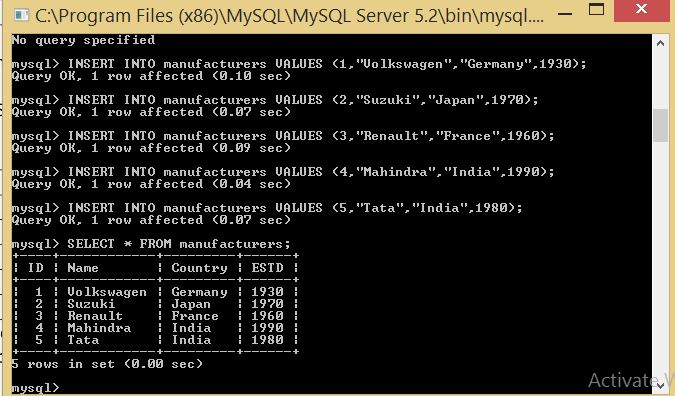 C:\Program Files (x86)\MySQL\MySQL Server 5.2\bin\mysql....
No query specified
mysql> INSERT INTO manufacturers VALUES (1,"Volkswagen","Germany",1930);
Query OK, 1 row affected (0.10 sec)
mysql> INSERT INTO manufacturers VALUES (2,"Suzuki","Japan",1970);
Query OK, 1 row affected (0.07 sec)
mysql> INSERT INTO manufacturers VALUES (3,"Renault","France",1960);
Query OK, 1 row affected (0.09 sec)
mysql> INSERT INTO manufacturers VALUES (4,"Mahindra","India",1990);
Query OK, 1 row affected (0.04 sec)
mysql> INSERT INTO manufacturers VALUES (5,"Tata","India",1980);
Query OK, 1 row affected (0.07 sec)
mysql> SELECT * FROM manufacturers;
+----+------------+---------+------+
| ID | Name       | Country | ESTD |
+----+------------+---------+------+
|  1 | Volkswagen | Germany | 1930 |
|  2 | Suzuki     | Japan   | 1970 |
|  3 | Renault    | France  | 1960 |
|  4 | Mahindra   | India   | 1990 |
|  5 | Tata       | India   | 1980 |
+----+------------+---------+------+
5 rows in set (0.00 sec)
mysql>
Activate